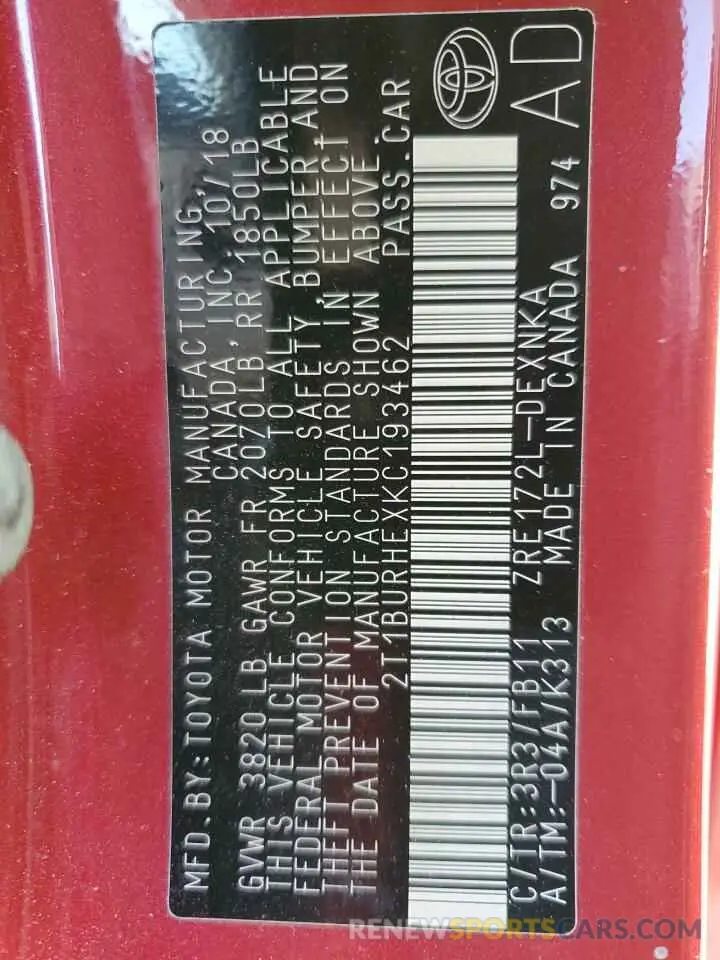 MFD.BY:TOYOTA MOTOR MANUFACTURING,
CANADA, INC. 10/18
GVWR 3820 LB GAWR FR 2070LB, RR 1850LB
THIS VEHICLE CONFORMS TO ALL APPLICABLE
FEDERAL MOTOR VEHICLE SAFETY, BUMPER, AND
THEFT PREVENTION STANDARDS IN EFFECT ON
THE DATE OF MANUFACTURE SHOWN ABOVE.
2T1BURHEXKC193462 PASS.CAR
C/TR:3R3/FB11 ZRE172L-DEXNKA
A/TM:-04A/K313 MADE IN CANADA 974
AD
RENEWSPORTSCARS.COM